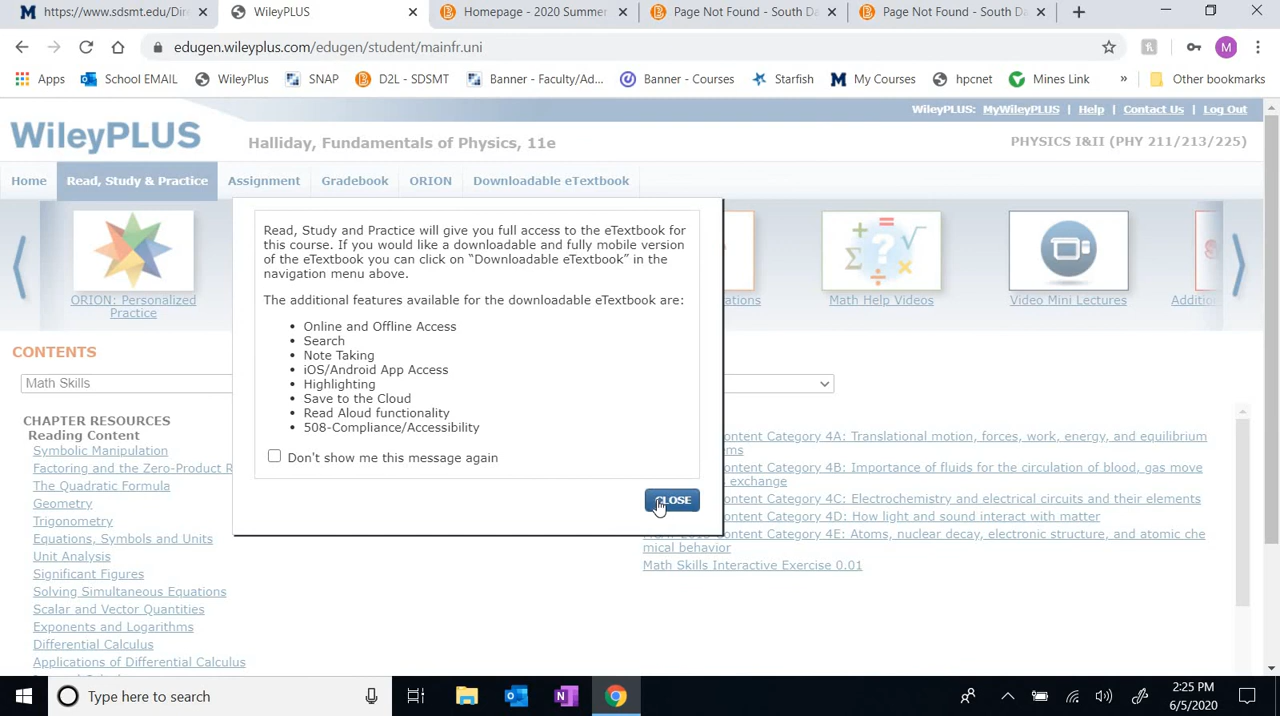 https://www.sdsmt.edu/Dire
WileyPLUS
Homepage - 2020 Summer
Page Not Found - South Da
Page Not Found - South Da
edugen.wileyplus.com/edugen/student/mainfr.uni
M
Apps
School EMAIL
WileyPlus
SNAP
D2L - SDSMT
Banner - Faculty/Ad...
Banner - Courses
Starfish
My Courses
hpcnet
Mines Link
»
Other bookmarks
WileyPLUS: MyWileyPLUS | Help | Contact Us | Log Out
WileyPLUS
Halliday, Fundamentals of Physics, 11e
PHYSICS I&II (PHY 211/213/225)
Home
Read, Study & Practice
Assignment
Gradebook
ORION
Downloadable eTextbook
ORION: Personalized
Practice
Math Help Videos
Video Mini Lectures
Read, Study and Practice will give you full access to the eTextbook for
this course. If you would like a downloadable and fully mobile version
of the eTextbook you can click on “Downloadable eTextbook” in the
navigation menu above.
The additional features available for the downloadable eTextbook are:
• Online and Offline Access
• Search
• Note Taking
• iOS/Android App Access
• Highlighting
• Save to the Cloud
• Read Aloud functionality
• 508-Compliance/Accessibility
Don't show me this message again
CLOSE
CONTENTS
Math Skills
CHAPTER RESOURCES
Reading Content
Symbolic Manipulation
Factoring and the Zero-Product R
The Quadratic Formula
Geometry
Trigonometry
Equations, Symbols and Units
Unit Analysis
Significant Figures
Solving Simultaneous Equations
Scalar and Vector Quantities
Exponents and Logarithms
Differential Calculus
Applications of Differential Calculus
ontent Category 4A: Translational motion, forces, work, energy, and equilibrium
ms
ontent Category 4B: Importance of fluids for the circulation of blood, gas move
exchange
ontent Category 4C: Electrochemistry and electrical circuits and their elements
ontent Category 4D: How light and sound interact with matter
ontent Category 4E: Atoms, nuclear decay, electronic structure, and atomic che
mical behavior
Math Skills Interactive Exercise 0.01
Type here to search
2:25 PM
6/5/2020